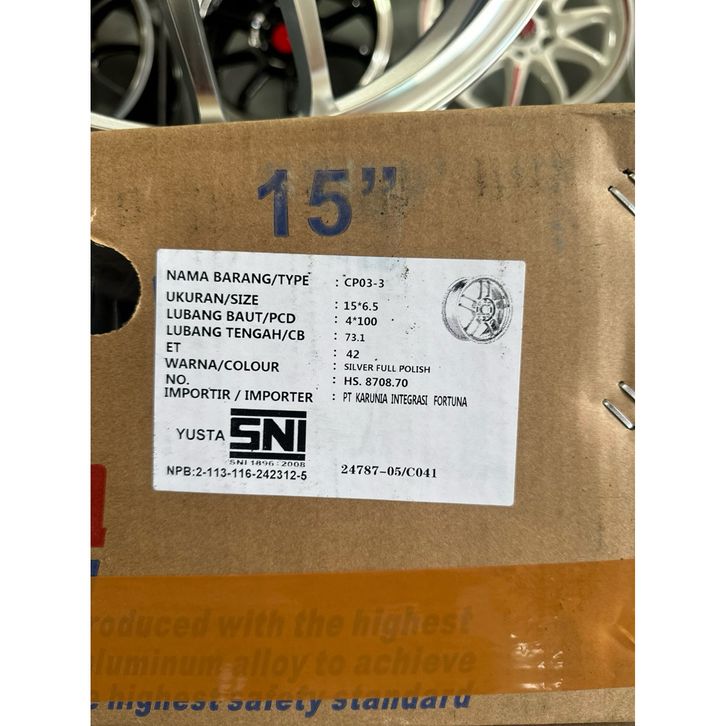 15"
NAMA BARANG/TYPE : CP03-3
UKURAN/SIZE : 15*6.5
LUBANG BAUT/PCD : 4*100
LUBANG TENGAH/CB : 73.1
ET : 42
WARNA/COLOUR : SILVER FULL POLISH
NO. : HS. 8708.70
IMPORTIR / IMPORTER : PT KARUNIA INTEGRASI FORTUNA
YUSTA SNI
SNI 1896:2008
NPB:2-113-116-242312-5
24787-05/C041
roduced with the highest
luminum alloy to achieve
highest safety standard